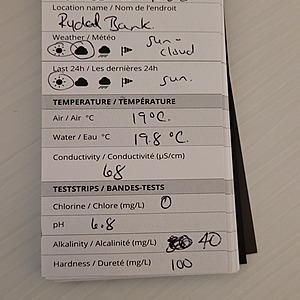 Location name / Nom de l'endroit
Rydal Bank.
Weather / Météo
sun - cloud
Last 24h / Les dernières 24h
sun.
TEMPERATURE / TEMPÉRATURE
Air / Air °C 19°C.
Water / Eau °C 19.8 °C.
Conductivity / Conductivité (µS/cm)
68
TESTSTRIPS / BANDES-TESTS
Chlorine / Chlore (mg/L) 0
pH 6.8
Alkalinity / Alcalinité (mg/L) 40
Hardness / Dureté (mg/L) 100